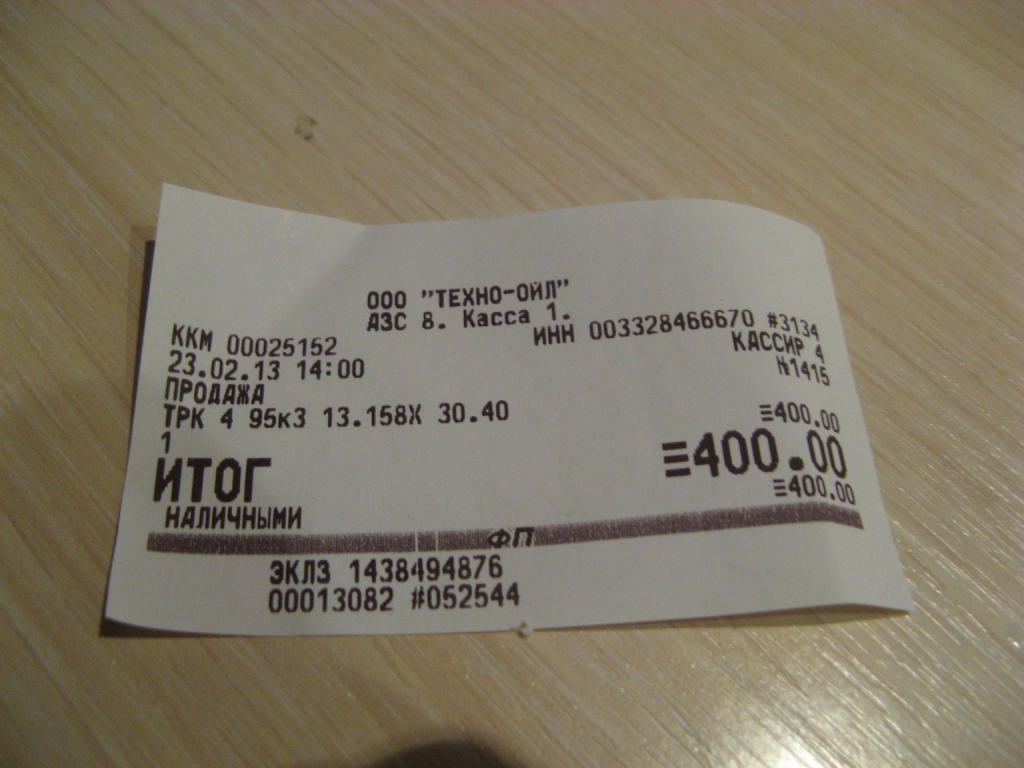 ООО "ТЕХНО-ОЙЛ"
АЗС 8. Касса 1.
ККМ 00025152 ИНН 003328466670 #3134
23.02.13 14:00 КАССИР 4
ПРОДАЖА №1415
ТРК 4 95к3 13.158X 30.40
1 ≡400.00
ИТОГ ≡400.00
НАЛИЧНЫМИ ≡400.00
ФП
ЭКЛЗ 1438494876
00013082 #052544